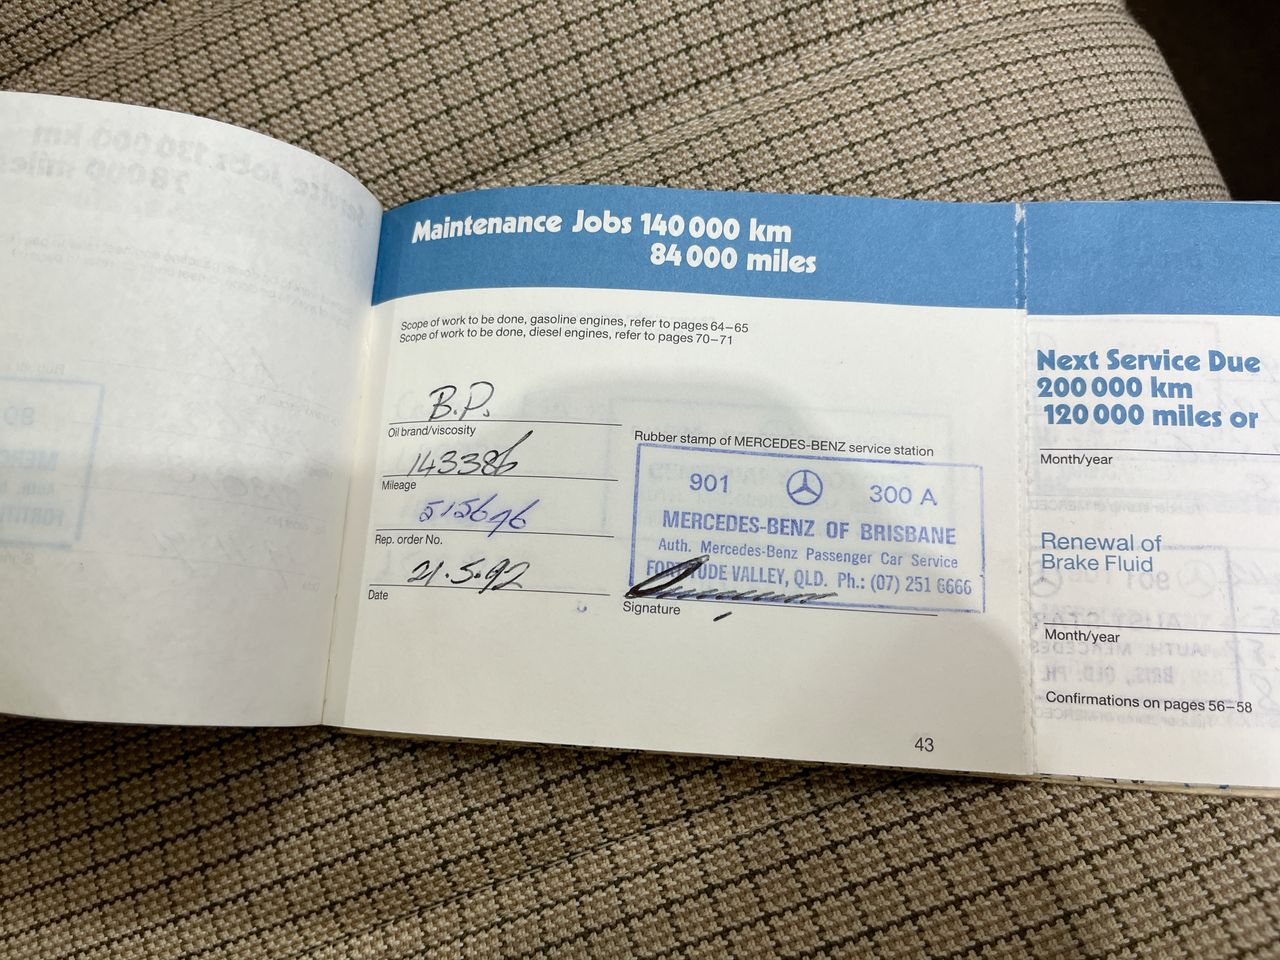 Maintenance Jobs 140 000 km
84 000 miles
Scope of work to be done, gasoline engines, refer to pages 64–65
Scope of work to be done, diesel engines, refer to pages 70–71
B.P.
Oil brand/viscosity
143386
Mileage
Rep. order No.
21.5.92
Date
Rubber stamp of MERCEDES-BENZ service station
901 300 A
MERCEDES-BENZ OF BRISBANE
Auth. Mercedes-Benz Passenger Car Service
FORTITUDE VALLEY, QLD. Ph.: (07) 251 6666
Signature
43
Next Service Due
200 000 km
120 000 miles or
Month/year
Renewal of
Brake Fluid
Month/year
Confirmations on pages 56–58